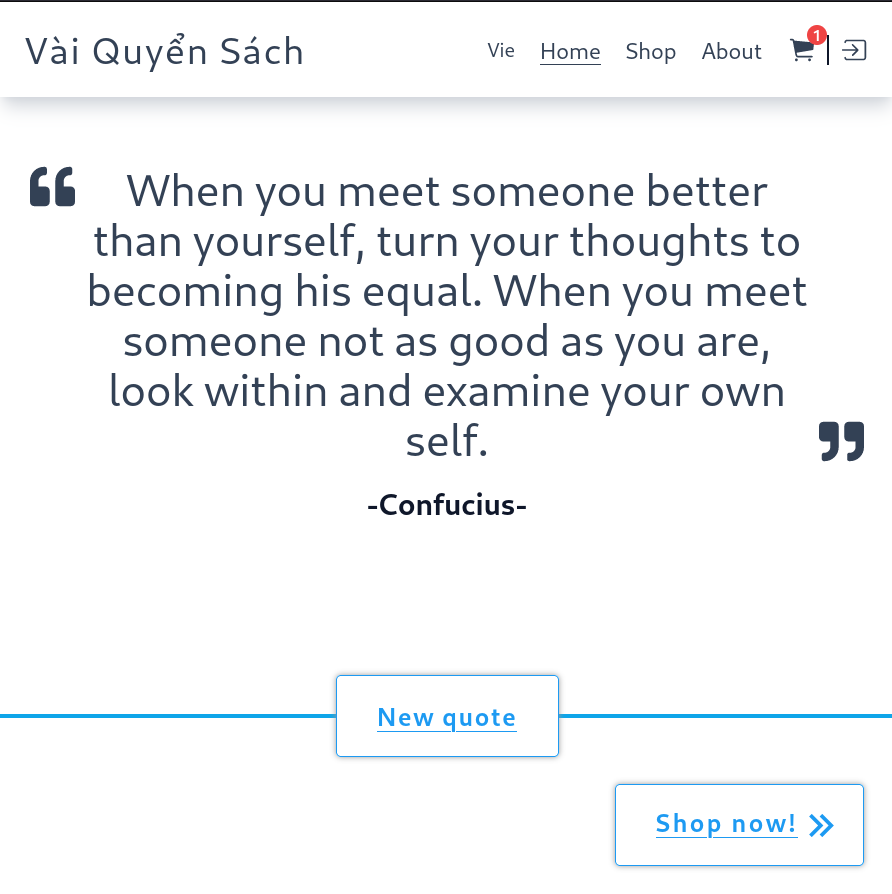 Vài Quyển Sách
Vie Home Shop About 1
“ When you meet someone better
than yourself, turn your thoughts to
becoming his equal. When you meet
someone not as good as you are,
look within and examine your own
self. ”
-Confucius-
New quote
Shop now!